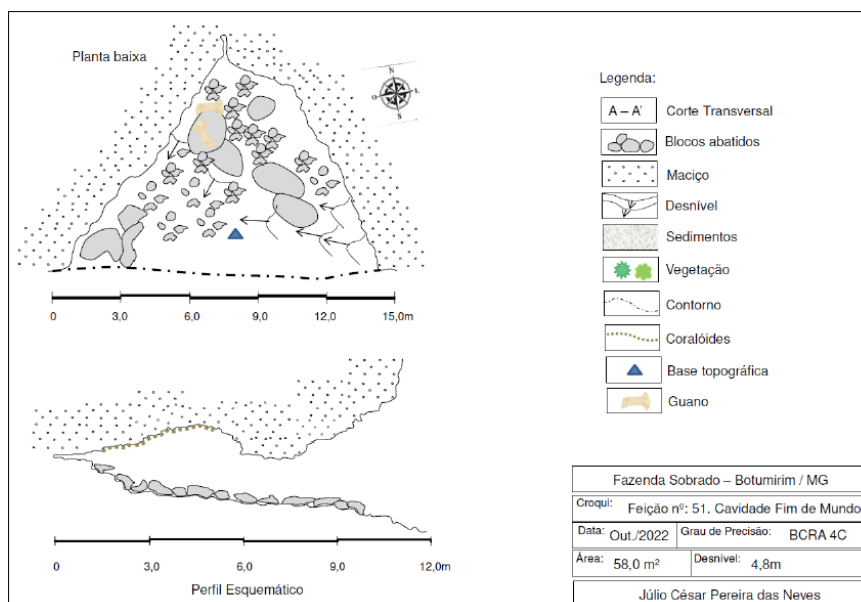 Planta baixa
N
O L
S
0 3,0 6,0 9,0 12,0 15,0m
0 3,0 6,0 9,0 12,0m
Perfil Esquemático
Legenda:
A – A' Corte Transversal
Blocos abatidos
Maciço
Desnível
Sedimentos
Vegetação
Contorno
Coralóides
Base topográfica
Guano
Fazenda Sobrado – Botumirim / MG
Croqui: Feição nº: 51. Cavidade Fim de Mundo
Data: Out./2022 Grau de Precisão: BCRA 4C
Área: 58,0 m² Desnível: 4,8m
Júlio César Pereira das Neves